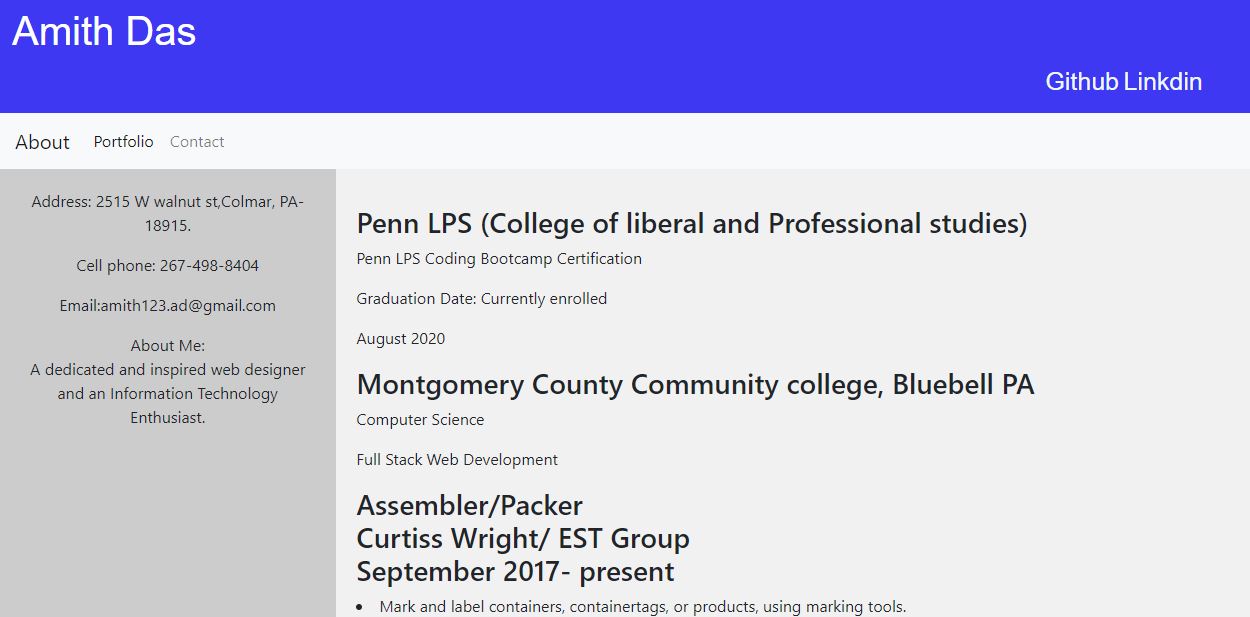 Amith Das
Github Linkdin
About Portfolio Contact
Address: 2515 W walnut st,Colmar, PA-
18915.
Cell phone: 267-498-8404
Email:amith123.ad@gmail.com
About Me:
A dedicated and inspired web designer
and an Information Technology
Enthusiast.
Penn LPS (College of liberal and Professional studies)
Penn LPS Coding Bootcamp Certification
Graduation Date: Currently enrolled
August 2020
Montgomery County Community college, Bluebell PA
Computer Science
Full Stack Web Development
Assembler/Packer
Curtiss Wright/ EST Group
September 2017- present
• Mark and label containers, containertags, or products, using marking tools.